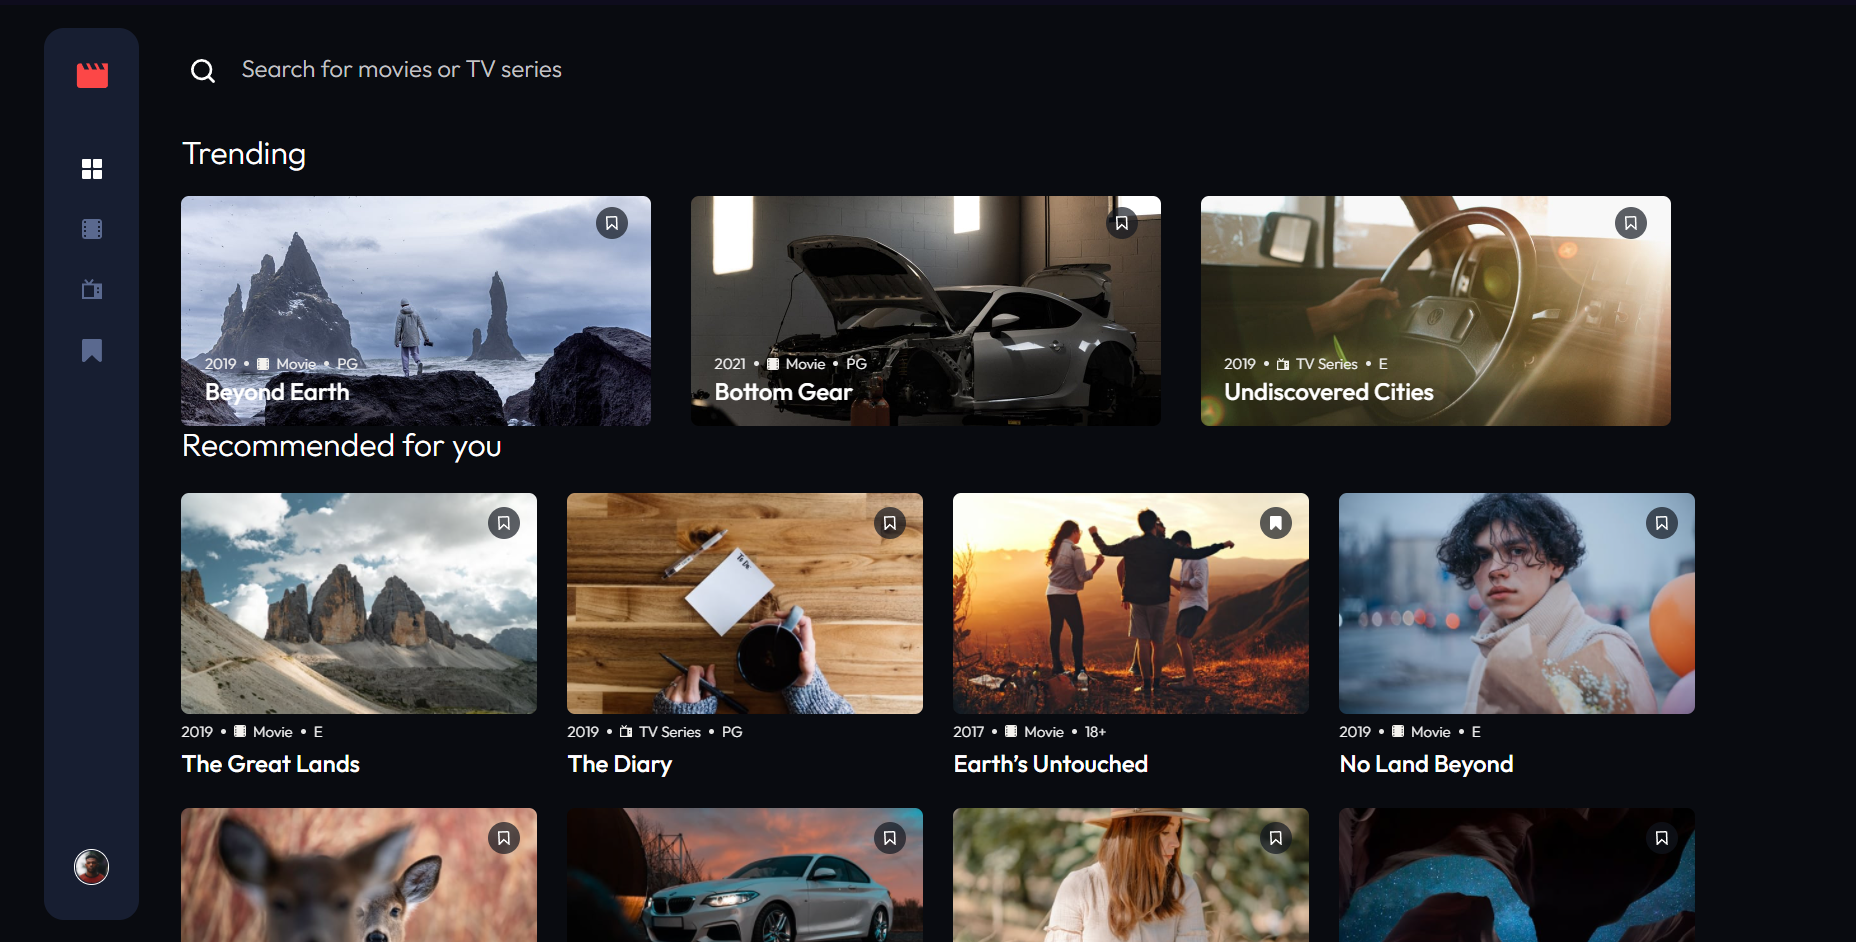 Search for movies or TV series
Trending
2019 • Movie • PG
Beyond Earth
2021 • Movie • PG
Bottom Gear
2019 • TV Series • E
Undiscovered Cities
Recommended for you
To Do
2019 • Movie • E
The Great Lands
2019 • TV Series • PG
The Diary
2017 • Movie • 18+
Earth’s Untouched
2019 • Movie • E
No Land Beyond